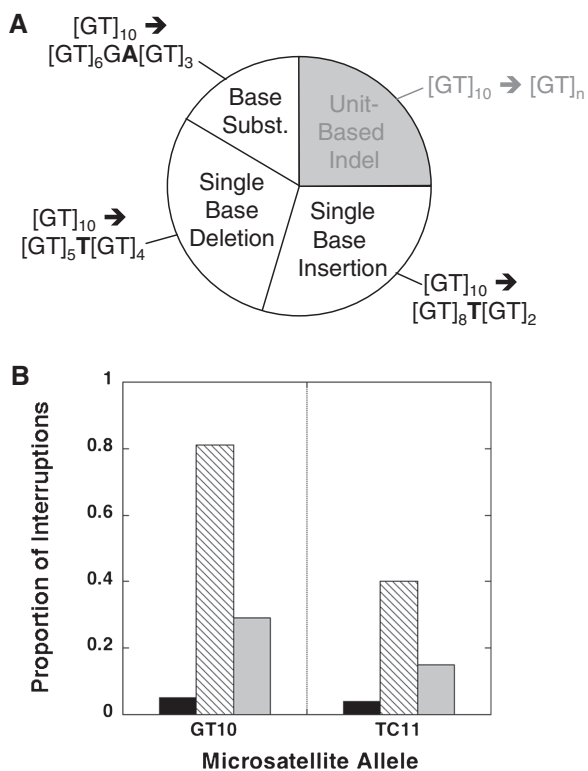 A
[GT]10 ➔
[GT]6GA[GT]3
Base
Subst.
Unit-
Based
Indel
[GT]10 ➔ [GT]n
Single
Base
Deletion
[GT]10 ➔
[GT]5T[GT]4
Single
Base
Insertion
[GT]10 ➔
[GT]8T[GT]2
B
Proportion of Interruptions
1
0.8
0.6
0.4
0.2
0
GT10
TC11
Microsatellite Allele